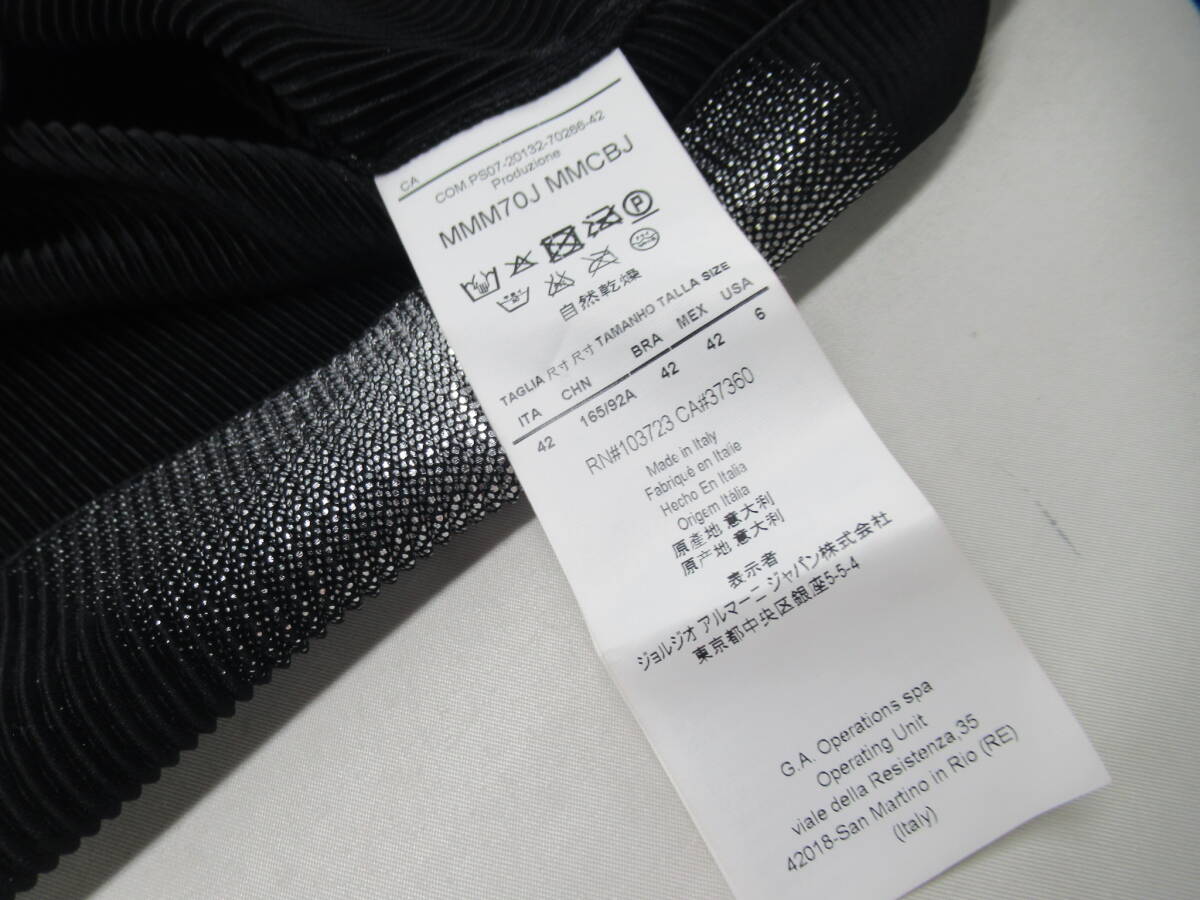 CA
COM.PS07-20132-70266-42
Produzione
MMM70J MMCBJ
P
自然乾燥
TAGLIA 尺寸 尺寸 TAMANHO TALLA SIZE
ITA CHN BRA MEX USA
42 165/92A 42 42 6
RN#103723 CA#37360
Made in Italy
Fabriqué en Italie
Hecho En Italia
Origem Itália
原產地 意大利
原产地 意大利
表示者
ジョルジオ アルマーニ ジャパン株式会社
東京都中央区銀座5-5-4
G.A. Operations spa
Operating Unit
viale della Resistenza,35
42018-San Martino in Rio (RE)
(Italy)